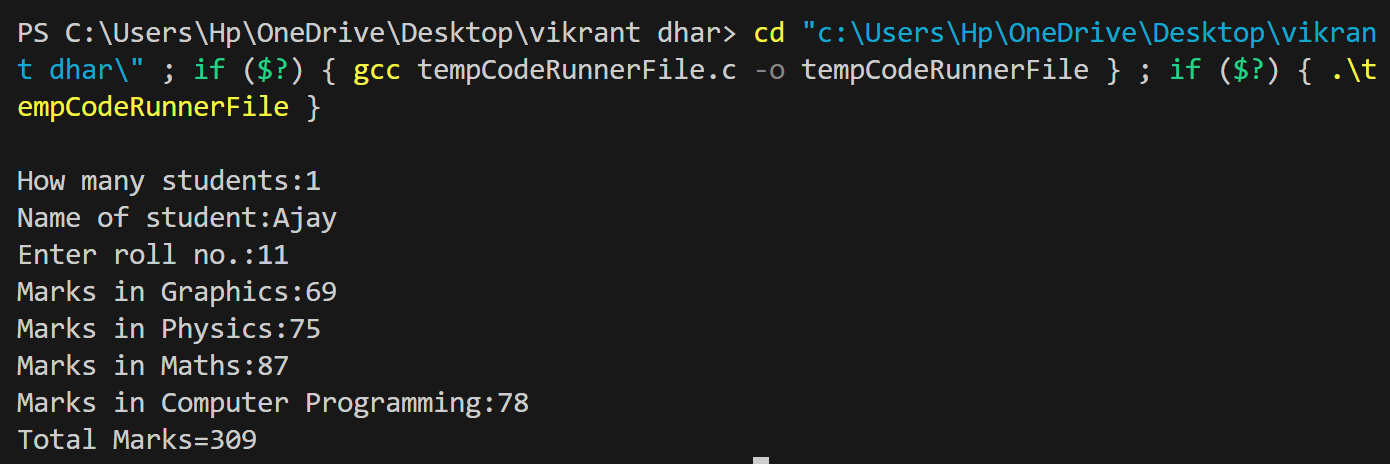 PS C:\Users\Hp\OneDrive\Desktop\vikrant dhar> cd "c:\Users\Hp\OneDrive\Desktop\vikran
t dhar\" ; if ($?) { gcc tempCodeRunnerFile.c -o tempCodeRunnerFile } ; if ($?) { .\t
empCodeRunnerFile }
How many students:1
Name of student:Ajay
Enter roll no.:11
Marks in Graphics:69
Marks in Physics:75
Marks in Maths:87
Marks in Computer Programming:78
Total Marks=309